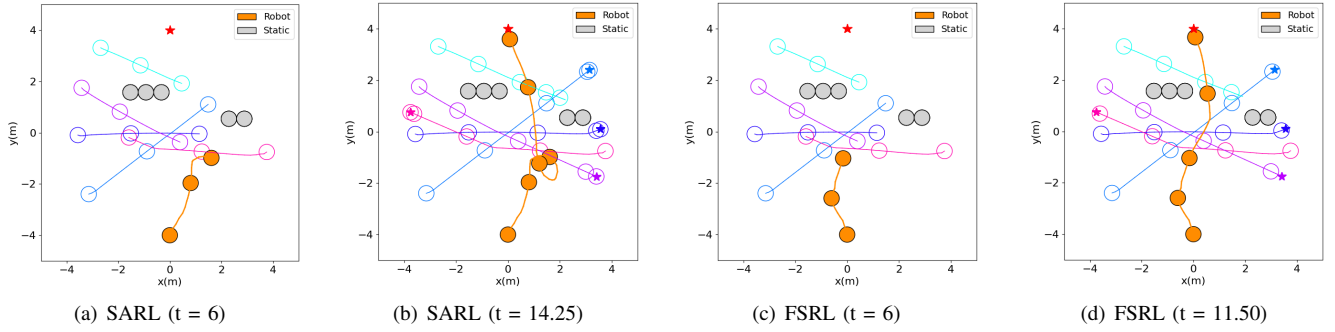 Robot
Static
y(m)
4
2
0
−2
−4
−4 −2 0 2 4
x(m)
(a) SARL (t = 6)
Robot
Static
y(m)
4
2
0
−2
−4
−4 −2 0 2 4
x(m)
(b) SARL (t = 14.25)
Robot
Static
y(m)
4
2
0
−2
−4
−4 −2 0 2 4
x(m)
(c) FSRL (t = 6)
Robot
Static
y(m)
4
2
0
−2
−4
−4 −2 0 2 4
x(m)
(d) FSRL (t = 11.50)